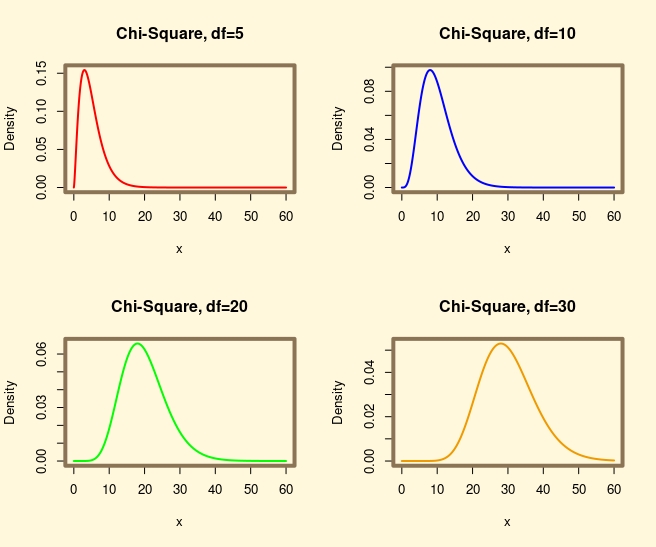 Chi-Square, df=5
Density
0.15
0.10
0.05
0.00
0 10 20 30 40 50 60
x
Chi-Square, df=10
Density
0.08
0.04
0.00
0 10 20 30 40 50 60
x
Chi-Square, df=20
Density
0.06
0.03
0.00
0 10 20 30 40 50 60
x
Chi-Square, df=30
Density
0.04
0.02
0.00
0 10 20 30 40 50 60
x